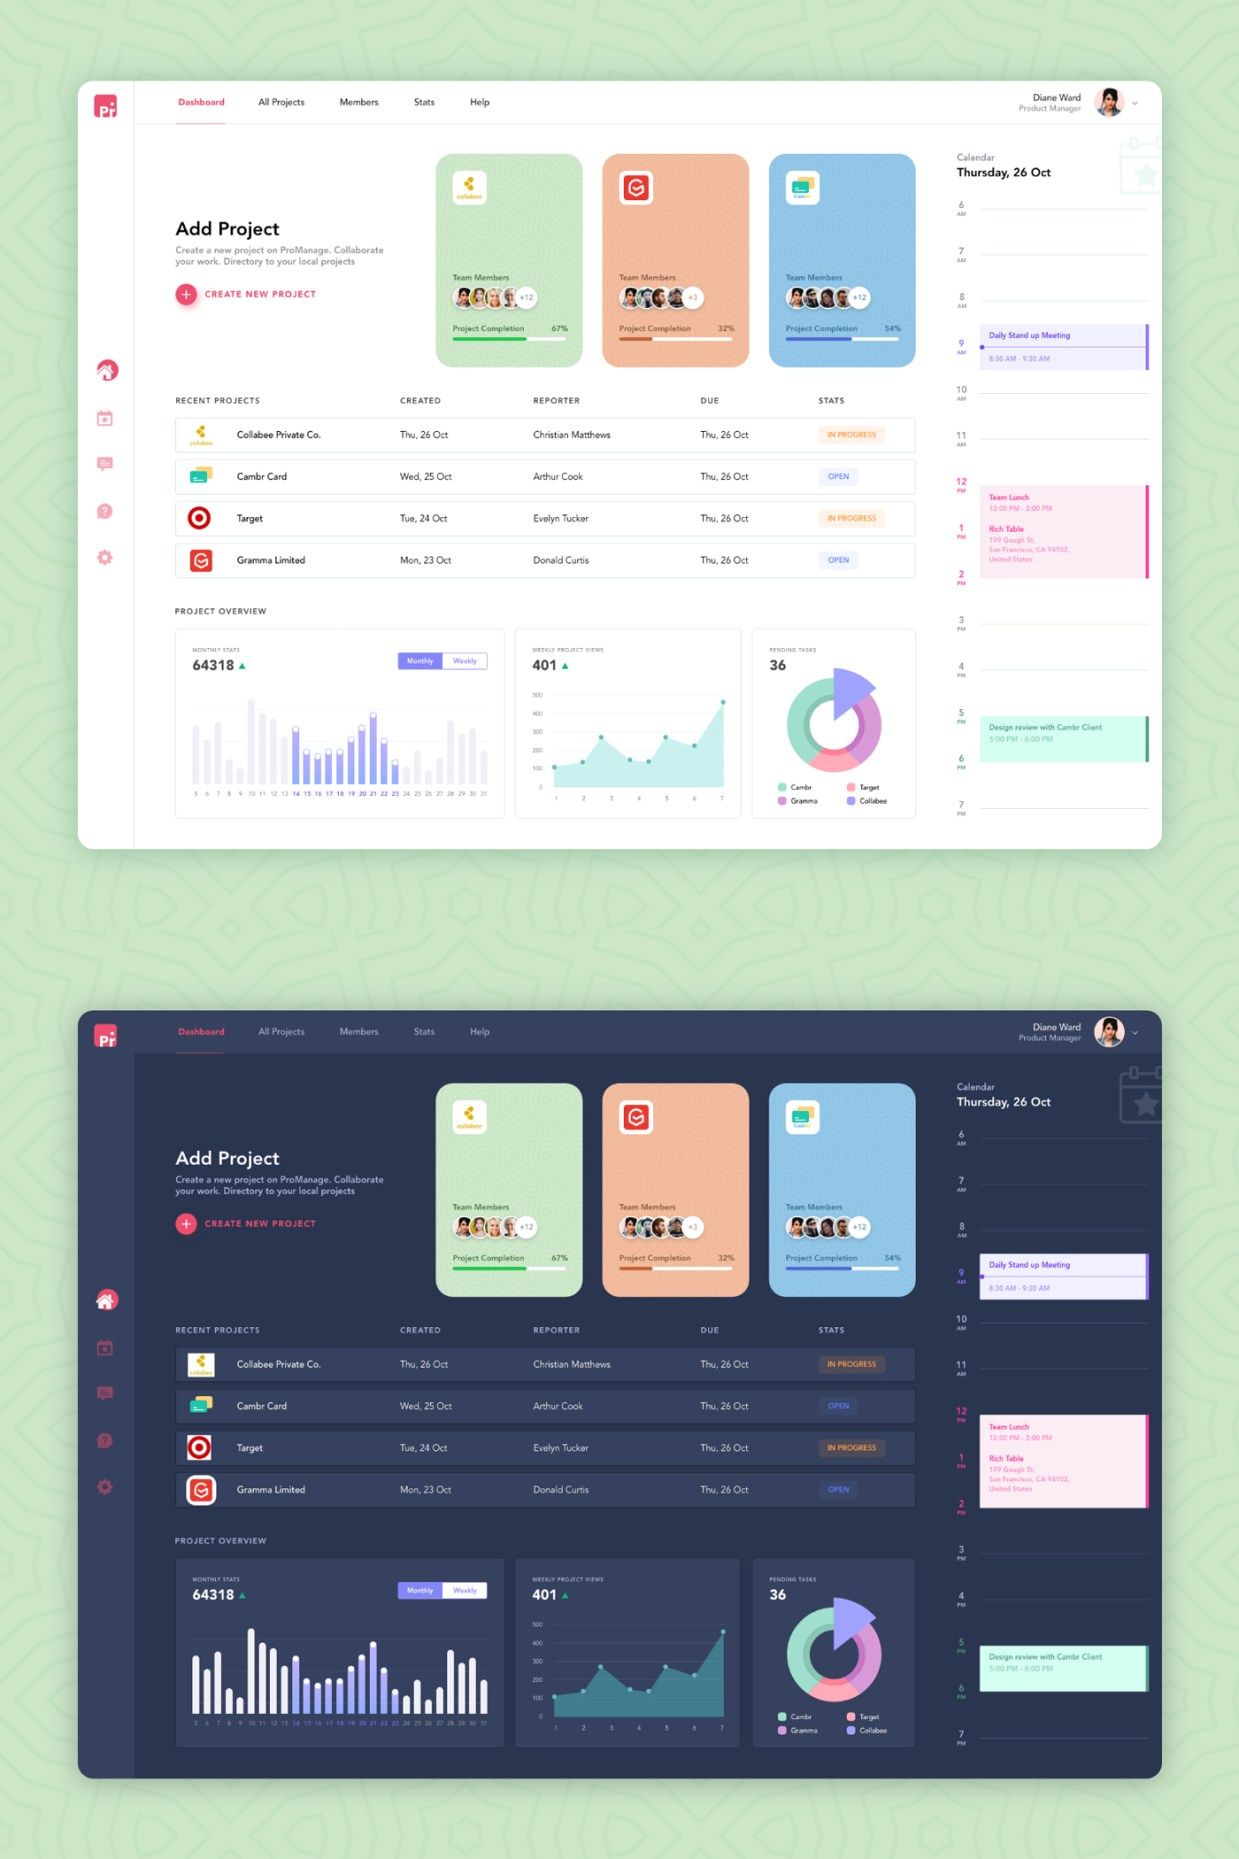 Pr
Dashboard
All Projects
Members
Stats
Help
Diane Ward
Product Manager
Add Project
Create a new project on ProManage. Collaborate
your work. Directory to your local projects
+ CREATE NEW PROJECT
collabee
Team Members
+12
Project Completion 67%
Team Members
+3
Project Completion 32%
Team Members
+12
Project Completion 54%
RECENT PROJECTS CREATED REPORTER DUE STATS
collabee Collabee Private Co. Thu, 26 Oct Christian Matthews Thu, 26 Oct IN PROGRESS
Cambr Card Wed, 25 Oct Arthur Cook Thu, 26 Oct OPEN
Target Tue, 24 Oct Evelyn Tucker Thu, 26 Oct IN PROGRESS
Gramma Limited Mon, 23 Oct Donald Curtis Thu, 26 Oct OPEN
PROJECT OVERVIEW
MONTHLY STATS
64318
Monthly Weekly
5 6 7 8 9 10 11 12 13 14 15 16 17 18 19 20 21 22 23 24 25 26 27 28 29 30 31
WEEKLY PROJECT VIEWS
401
500
400
300
200
100
0
1 2 3 4 5 6 7
PENDING TASKS
36
Cambr Target
Gramma Collabee
Calendar
Thursday, 26 Oct
6 AM
7 AM
8 AM
Daily Stand up Meeting
9 AM
8:30 AM - 9:30 AM
10 AM
11 AM
12 PM
Team Lunch
12:00 PM - 2:00 PM
1 PM
Rich Table
199 Gough St,
San Francisco, CA 94102,
United States
2 PM
3 PM
4 PM
5 PM
Design review with Cambr Client
5:00 PM - 6:00 PM
6 PM
7 PM
Pr
Dashboard
All Projects
Members
Stats
Help
Diane Ward
Product Manager
Add Project
Create a new project on ProManage. Collaborate
your work. Directory to your local projects
+ CREATE NEW PROJECT
collabee
Team Members
+12
Project Completion 67%
Team Members
+3
Project Completion 32%
Team Members
+12
Project Completion 54%
RECENT PROJECTS CREATED REPORTER DUE STATS
collabee Collabee Private Co. Thu, 26 Oct Christian Matthews Thu, 26 Oct IN PROGRESS
Cambr Card Wed, 25 Oct Arthur Cook Thu, 26 Oct OPEN
Target Tue, 24 Oct Evelyn Tucker Thu, 26 Oct IN PROGRESS
Gramma Limited Mon, 23 Oct Donald Curtis Thu, 26 Oct OPEN
PROJECT OVERVIEW
MONTHLY STATS
64318
Monthly Weekly
5 6 7 8 9 10 11 12 13 14 15 16 17 18 19 20 21 22 23 24 25 26 27 28 29 30 31
WEEKLY PROJECT VIEWS
401
500
400
300
200
100
0
1 2 3 4 5 6 7
PENDING TASKS
36
Cambr Target
Gramma Collabee
Calendar
Thursday, 26 Oct
6 AM
7 AM
8 AM
Daily Stand up Meeting
9 AM
8:30 AM - 9:30 AM
10 AM
11 AM
12 PM
Team Lunch
12:00 PM - 2:00 PM
1 PM
Rich Table
199 Gough St,
San Francisco, CA 94102,
United States
2 PM
3 PM
4 PM
5 PM
Design review with Cambr Client
5:00 PM - 6:00 PM
6 PM
7 PM